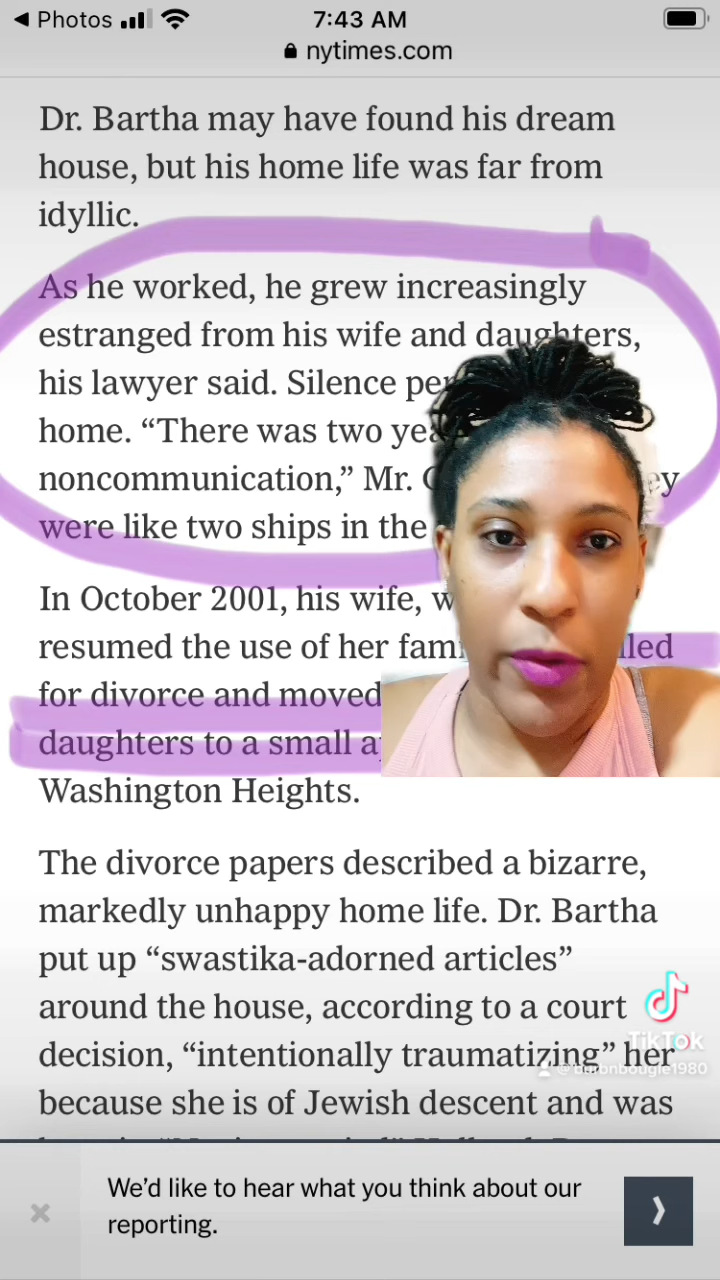 Photos
7:43 AM
nytimes.com
Dr. Bartha may have found his dream
house, but his home life was far from
idyllic.
As he worked, he grew increasingly
estranged from his wife and daughters,
his lawyer said. Silence
home. “There was two
noncommunication,” Mr.
were like two ships in the
In October 2001, his wife,
resumed the use of her
for divorce and moved
daughters to a small
Washington Heights.
The divorce papers described a bizarre,
markedly unhappy home life. Dr. Bartha
put up “swastika-adorned articles”
around the house, according to a court
decision, “intentionally traumatizing” her
because she is of Jewish descent and was
TikTok
We’d like to hear what you think about our
reporting.